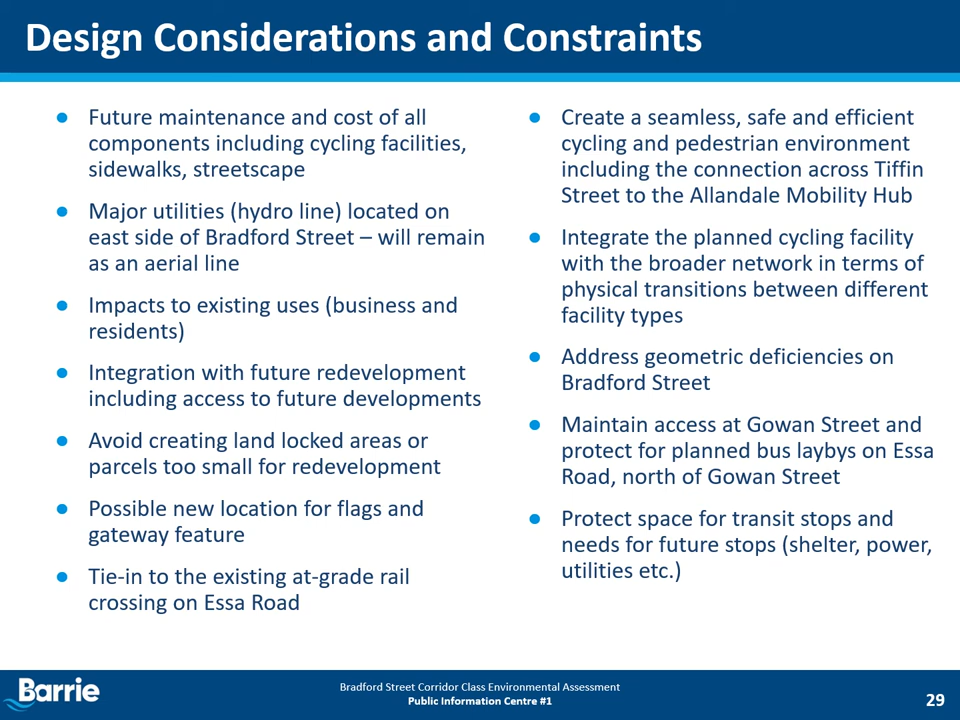 Design Considerations and Constraints
● Future maintenance and cost of all
components including cycling facilities,
sidewalks, streetscape
● Major utilities (hydro line) located on
east side of Bradford Street – will remain
as an aerial line
● Impacts to existing uses (business and
residents)
● Integration with future redevelopment
including access to future developments
● Avoid creating land locked areas or
parcels too small for redevelopment
● Possible new location for flags and
gateway feature
● Tie-in to the existing at-grade rail
crossing on Essa Road
● Create a seamless, safe and efficient
cycling and pedestrian environment
including the connection across Tiffin
Street to the Allandale Mobility Hub
● Integrate the planned cycling facility
with the broader network in terms of
physical transitions between different
facility types
● Address geometric deficiencies on
Bradford Street
● Maintain access at Gowan Street and
protect for planned bus laybys on Essa
Road, north of Gowan Street
● Protect space for transit stops and
needs for future stops (shelter, power,
utilities etc.)
Barrie
Bradford Street Corridor Class Environmental Assessment
Public Information Centre #1
29